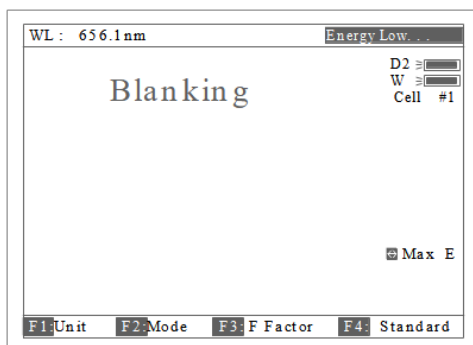 WL: 656.1nm Energy Low. . .
D2
Blanking
W
Cell #1
Max E
F1:Unit F2:Mode F3: F Factor F4: Standard